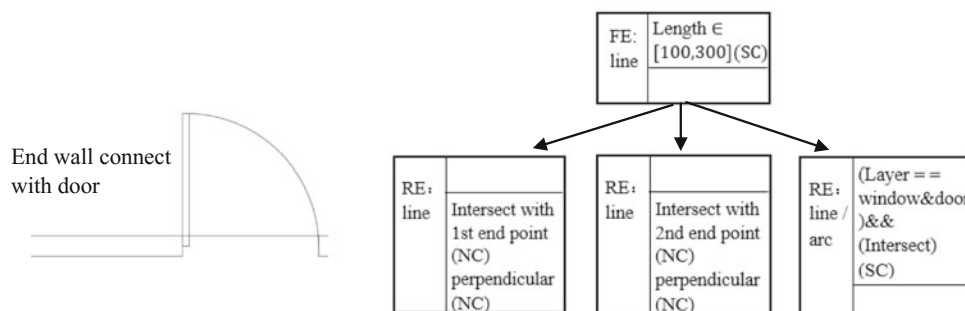 End wall connect
with door
FE:
line
Length ∈
[100,300](SC)
RE:
line
Intersect with
1st end point
(NC)
perpendicular
(NC)
RE:
line
Intersect with
2nd end point
(NC)
perpendicular
(NC)
RE:
line /
arc
(Layer ==
window&door
)&&
(Intersect)
(SC)